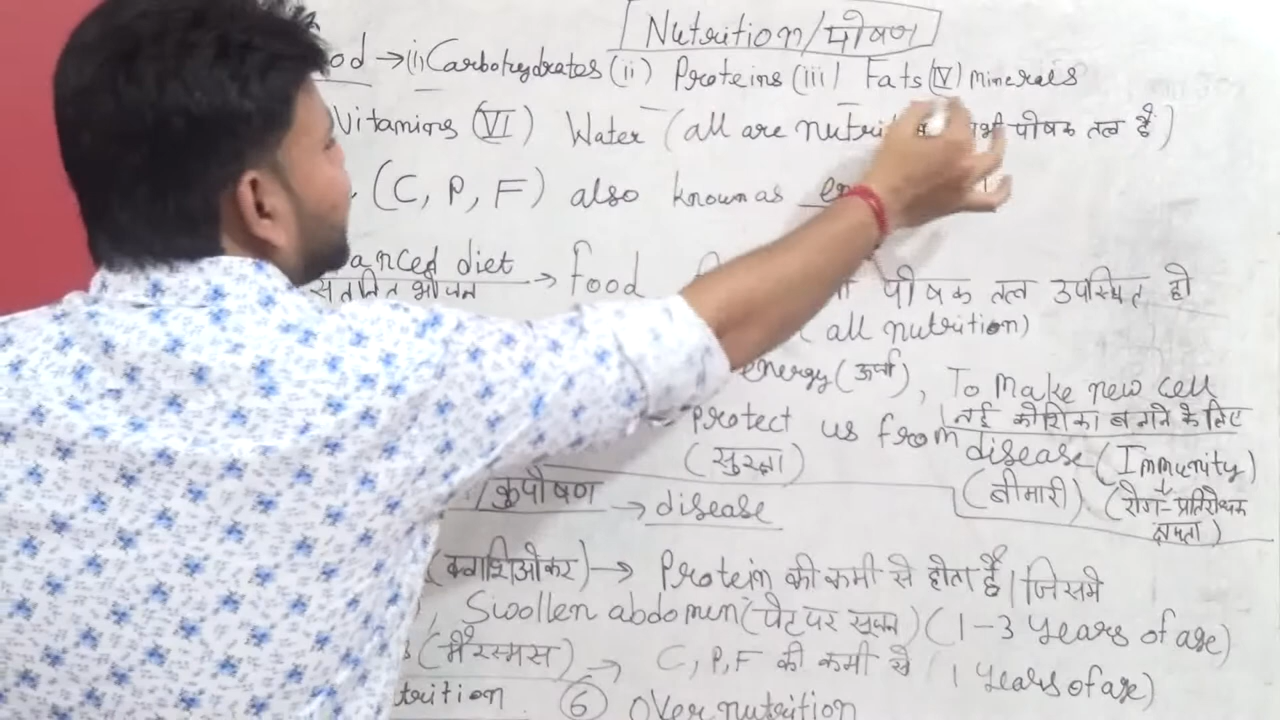 Nutrition/पोषण
od → (i) Carbohydrates (ii) Proteins (iii) Fats (IV) Minerals
Vitamins (VI) Water (all are nutri भी पोषक तत्व हैं)
(C, P, F) also known as en
anced diet → food पोषक तत्व उपस्थित हो
संतुलित भोजन
all nutrition)
energy (ऊर्जा), To Make new cell
नई कोशिका बनाने के लिए
protect us from disease (Immunity)
(सुरक्षा) (बीमारी) (रोग-प्रतिरोधक क्षमता)
/कुपोषण → disease
(क्वाशिओकर) → Protein की कमी से होता है | जिसमे
, Swollen abdomen (पेट पर सूजन) (1-3 years of age)
(मैरस्मस) → C, P, F की कमी से (1 years of age)
trition (6) Over nutrition